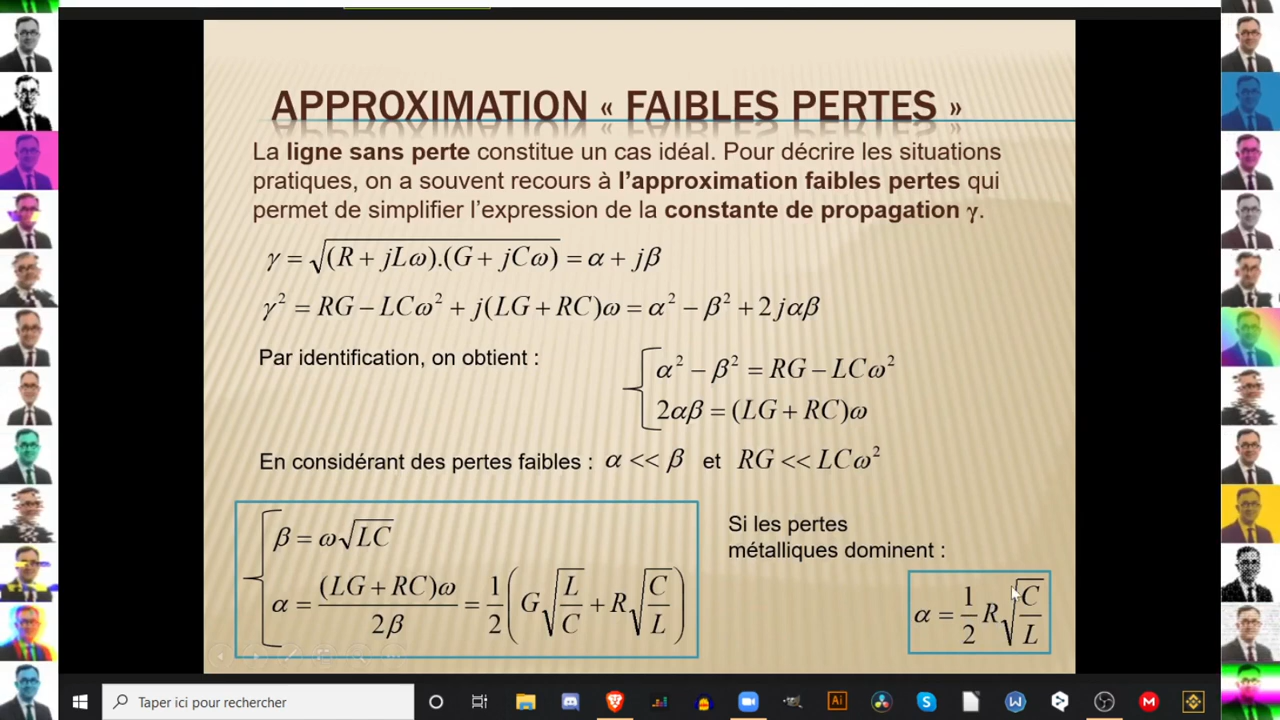 APPROXIMATION « FAIBLES PERTES »
La ligne sans perte constitue un cas idéal. Pour décrire les situations
pratiques, on a souvent recours à l'approximation faibles pertes qui
permet de simplifier l'expression de la constante de propagation γ.
γ = √((R + jLω).(G + jCω)) = α + jβ
γ² = RG − LCω² + j(LG + RC)ω = α² − β² + 2jαβ
Par identification, on obtient :
α² − β² = RG − LCω²
2αβ = (LG + RC)ω
En considérant des pertes faibles : α << β et RG << LCω²
β = ω√(LC)
α = (LG + RC)ω / 2β = 1/2 (G√(L/C) + R√(C/L))
Si les pertes
métalliques dominent :
α = 1/2 R√(C/L)
Taper ici pour rechercher
Ai